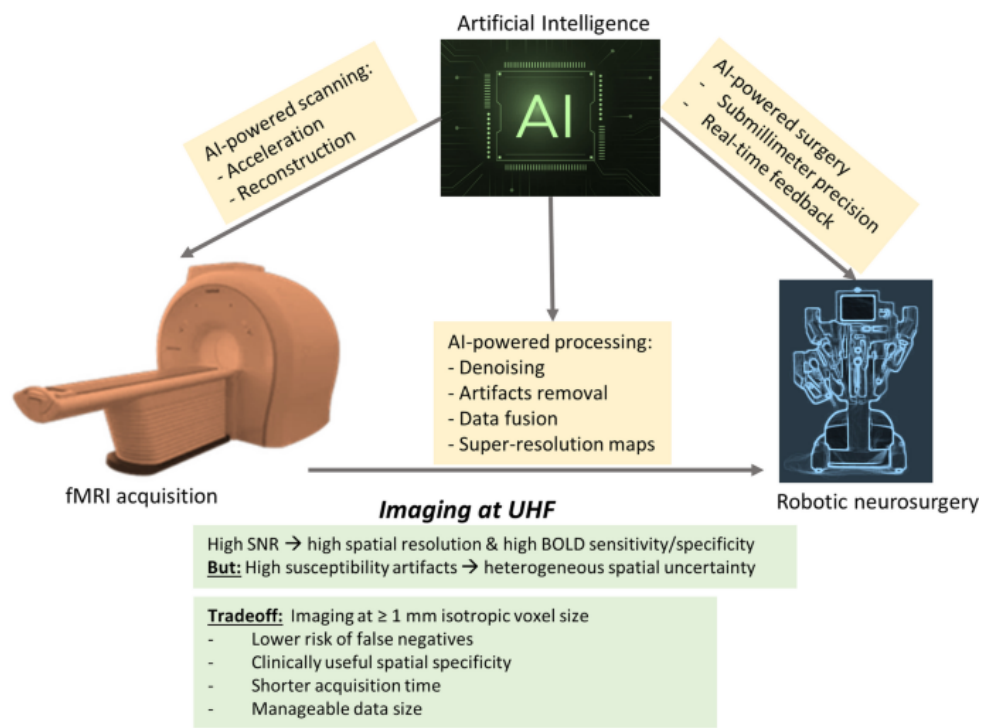 Artificial Intelligence
AI
AI-powered scanning:
- Acceleration
- Reconstruction
AI-powered surgery
- Submillimeter precision
- Real-time feedback
AI-powered processing:
- Denoising
- Artifacts removal
- Data fusion
- Super-resolution maps
fMRI acquisition
Robotic neurosurgery
Imaging at UHF
High SNR → high spatial resolution & high BOLD sensitivity/specificity
But: High susceptibility artifacts → heterogeneous spatial uncertainty
Tradeoff: Imaging at ≥ 1 mm isotropic voxel size
- Lower risk of false negatives
- Clinically useful spatial specificity
- Shorter acquisition time
- Manageable data size